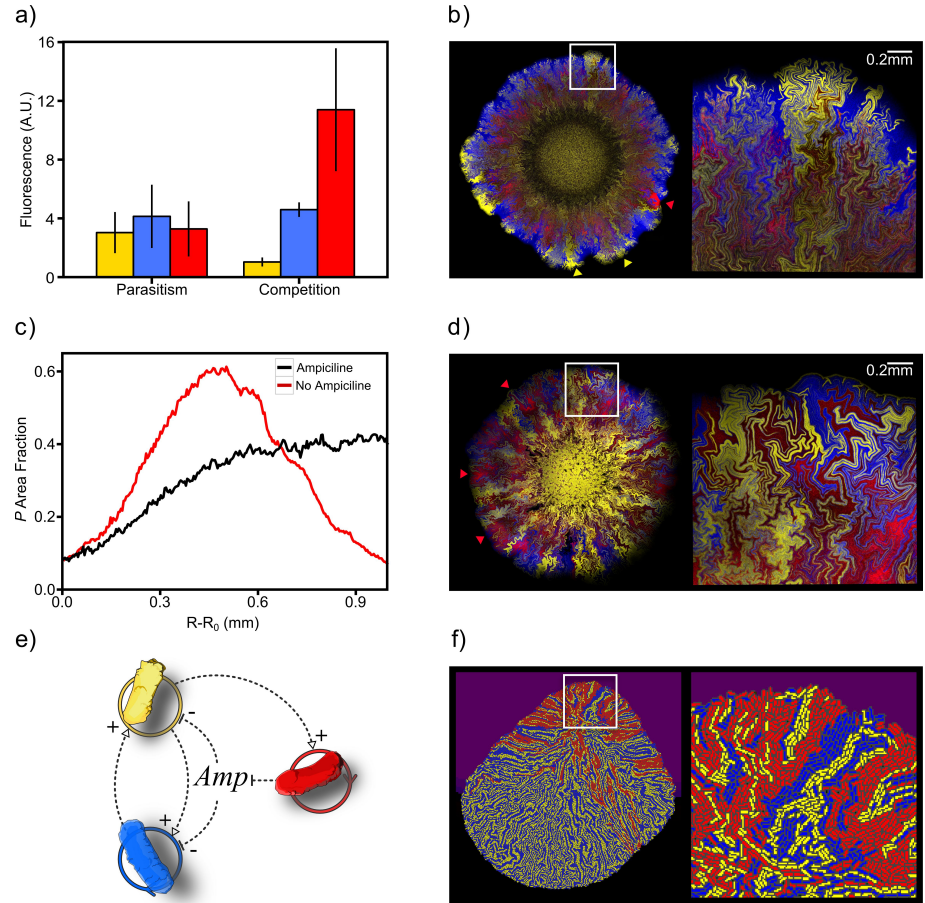 a)
16
12
8
4
0
Fluorescence (A.U.)
Parasitism
Competition
b)
0.2mm
c)
0.6
0.4
0.2
0.0
P Area Fraction
Ampiciline
No Ampiciline
0.0
0.3
0.6
0.9
R-R0 (mm)
d)
0.2mm
e)
+
-
+
Amp
+
-
f)